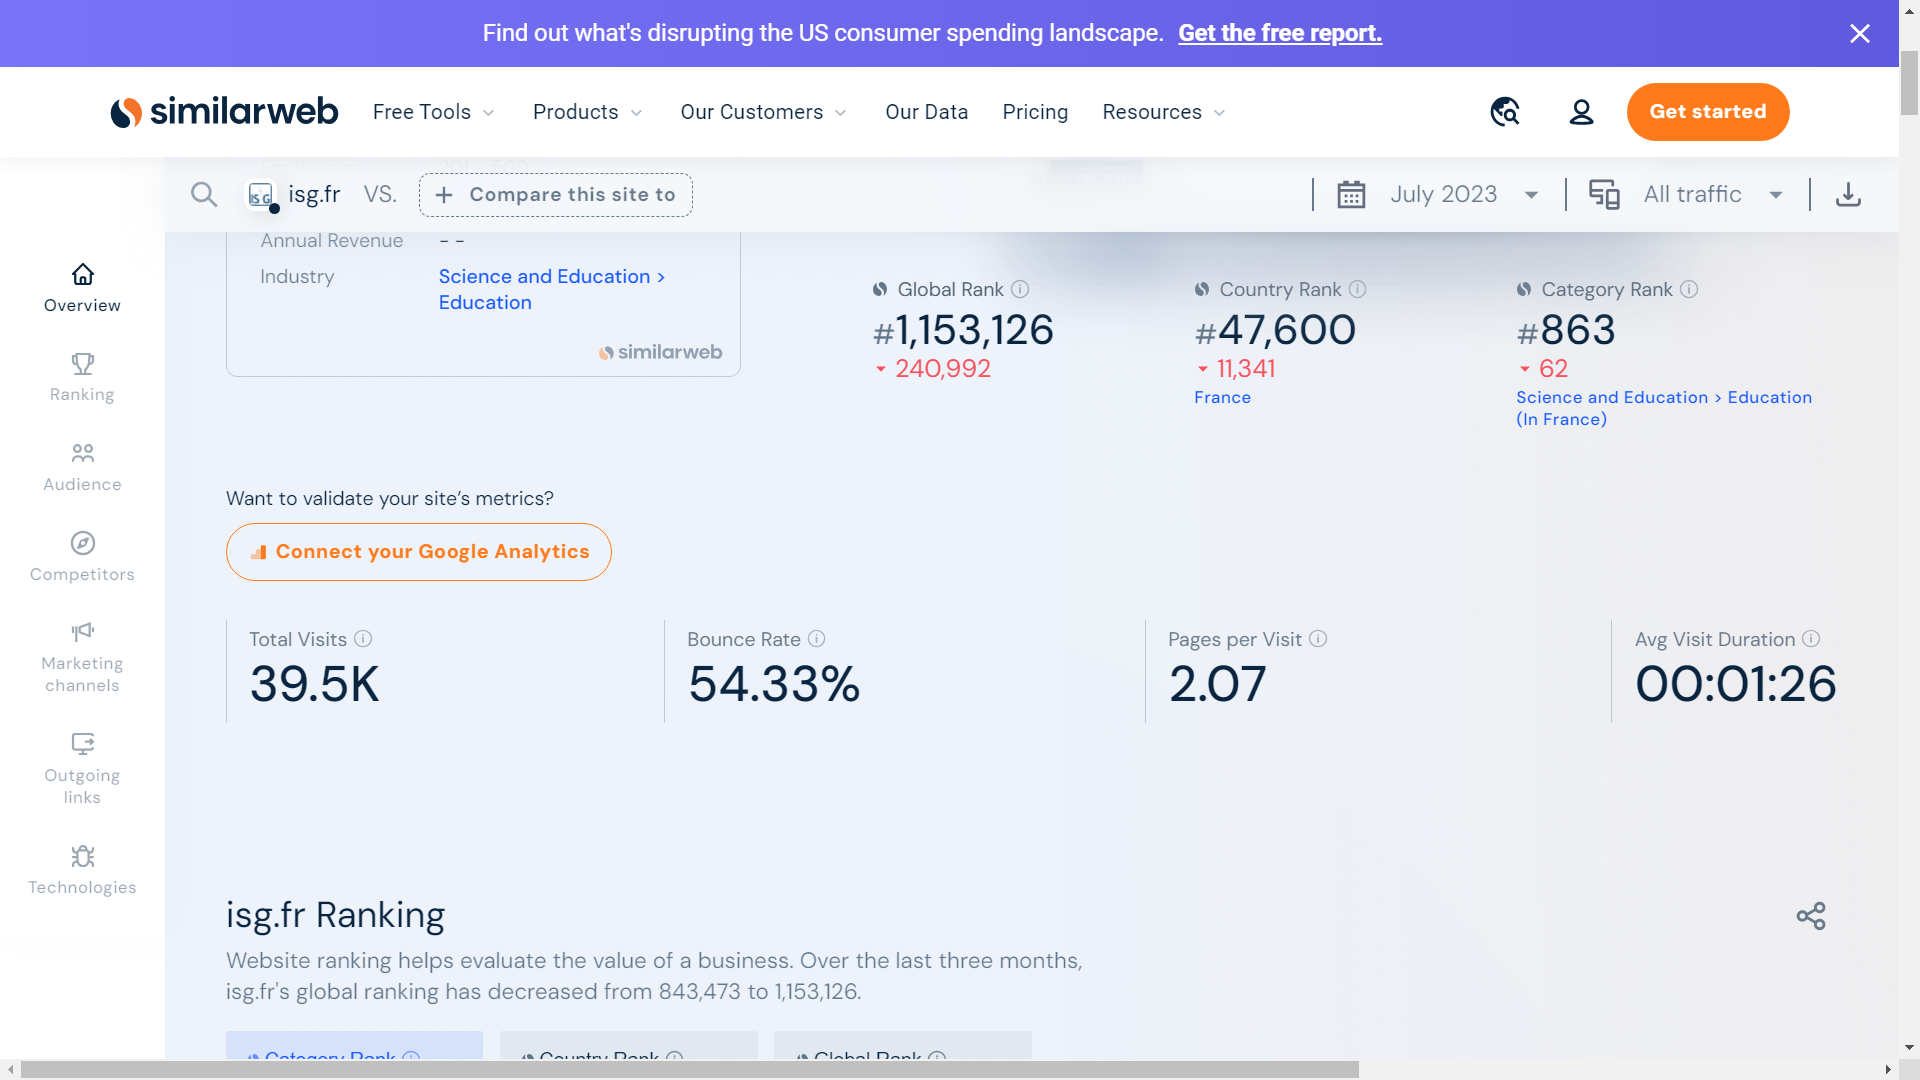 Find out what's disrupting the US consumer spending landscape. Get the free report.
similarweb Free Tools Products Our Customers Our Data Pricing Resources Get started
isg.fr VS. + Compare this site to July 2023 All traffic
Annual Revenue - -
Industry Science and Education >
Education
similarweb
Global Rank Country Rank Category Rank
#1,153,126 #47,600 #863
240,992 11,341 62
France Science and Education > Education
(In France)
Overview
Ranking
Audience
Competitors
Marketing
channels
Outgoing
links
Technologies
Want to validate your site's metrics?
Connect your Google Analytics
Total Visits Bounce Rate Pages per Visit Avg Visit Duration
39.5K 54.33% 2.07 00:01:26
isg.fr Ranking
Website ranking helps evaluate the value of a business. Over the last three months,
isg.fr's global ranking has decreased from 843,473 to 1,153,126.
Category Rank Country Rank Global Rank